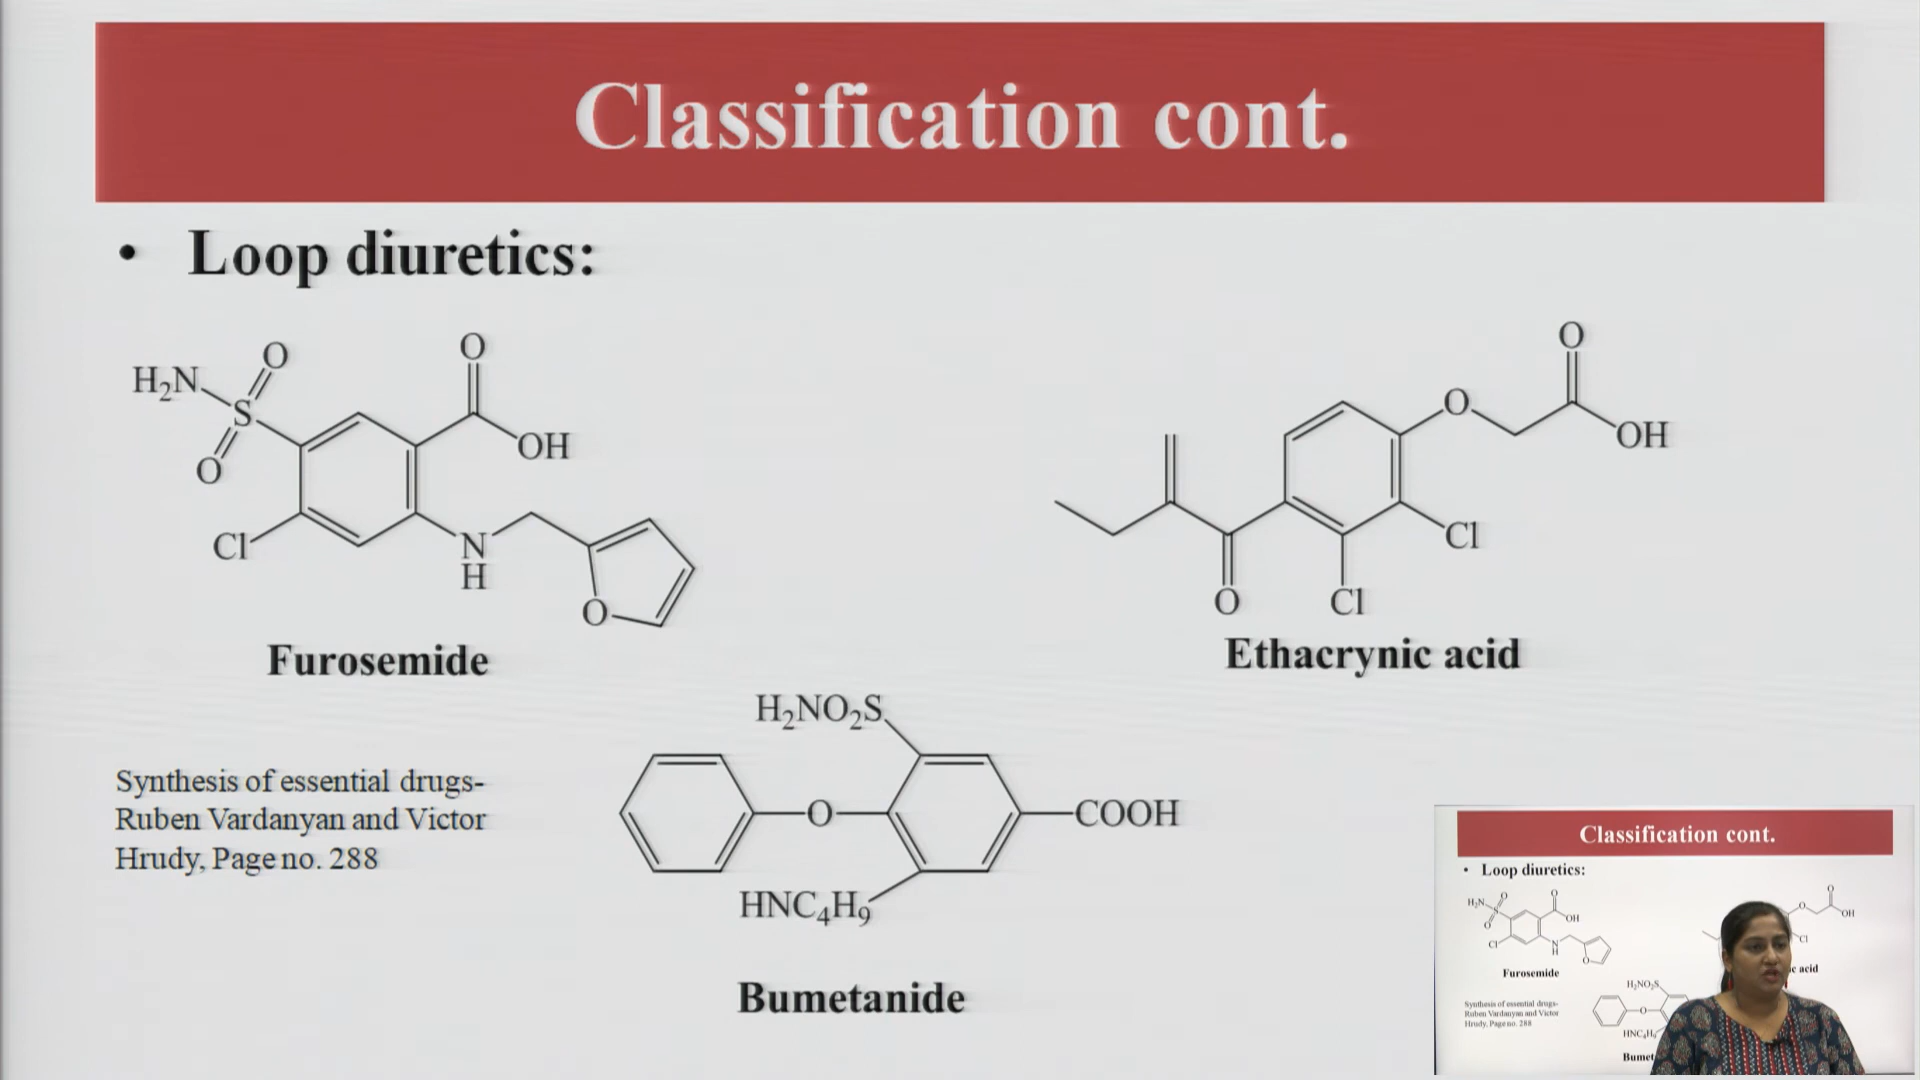 Classification cont.
• Loop diuretics:
O
H₂N
S
O
O
OH
Cl
N
H
O
Furosemide
O
O
OH
Cl
O
Cl
Ethacrynic acid
H₂NO₂S
O
COOH
HNC₄H₉
Bumetanide
Synthesis of essential drugs-
Ruben Vardanyan and Victor
Hrudy, Page no. 288
Classification cont.
• Loop diuretics:
O
O
H₂N
S
O
OH
Cl
N
H
O
Furosemide
O
O
OH
Cl
c acid
H₂NO₂S
O
HNC₄H₉
Bumet
Synthesis of essential drugs-
Ruben Vardanyan and Victor
Hrudy, Page no. 288